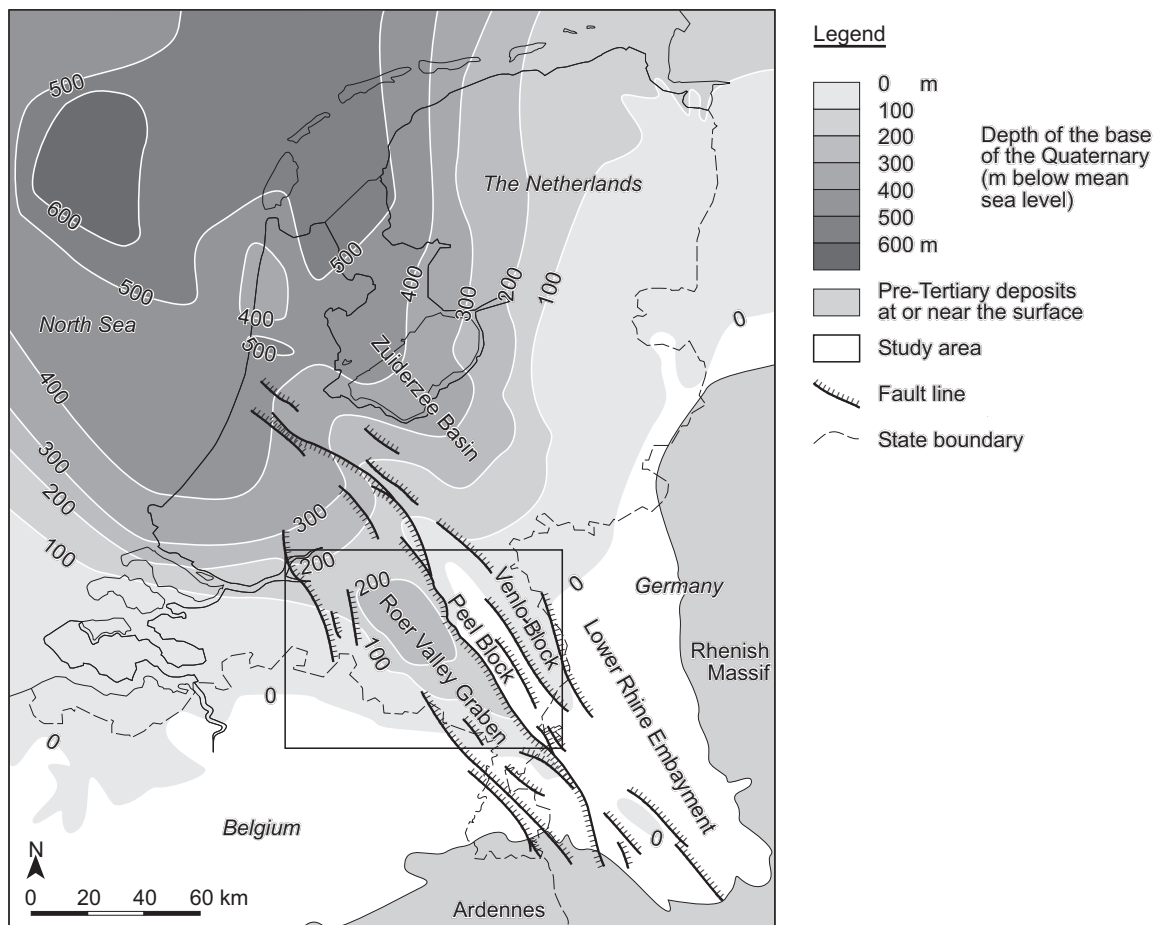 500
600
500
North Sea
400
300
200
100
The Netherlands
500
400
500
400
300
200
100
0
Zuiderzee Basin
300
200
200
100
Roer Valley Graben
Peel Block
Venlo-Block
0
Germany
Lower Rhine Embayment
Rhenish
Massif
0
0
Belgium
0
Ardennes
N
0 20 40 60 km
Legend
0 m
100
200
300
400
500
600 m
Depth of the base
of the Quaternary
(m below mean
sea level)
Pre-Tertiary deposits
at or near the surface
Study area
Fault line
State boundary